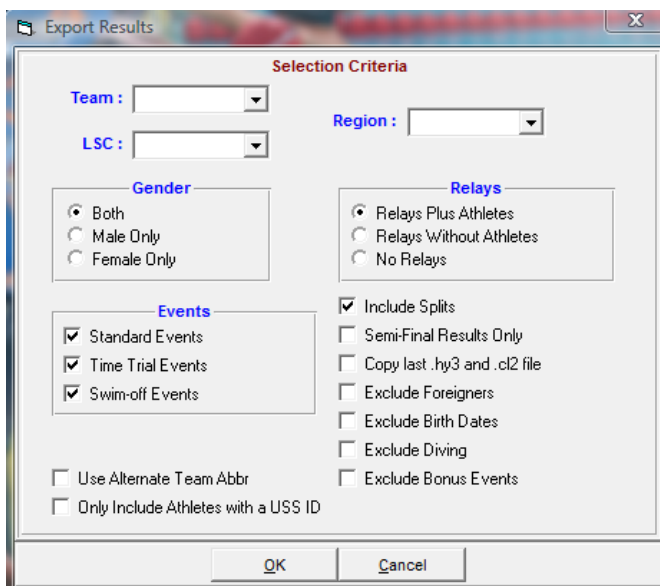 Export Results
Selection Criteria
Team :
Region :
LSC :
Gender
Both
Male Only
Female Only
Relays
Relays Plus Athletes
Relays Without Athletes
No Relays
Events
Standard Events
Time Trial Events
Swim-off Events
Include Splits
Semi-Final Results Only
Copy last .hy3 and .cl2 file
Exclude Foreigners
Exclude Birth Dates
Exclude Diving
Exclude Bonus Events
Use Alternate Team Abbr
Only Include Athletes with a USS ID
OK
Cancel